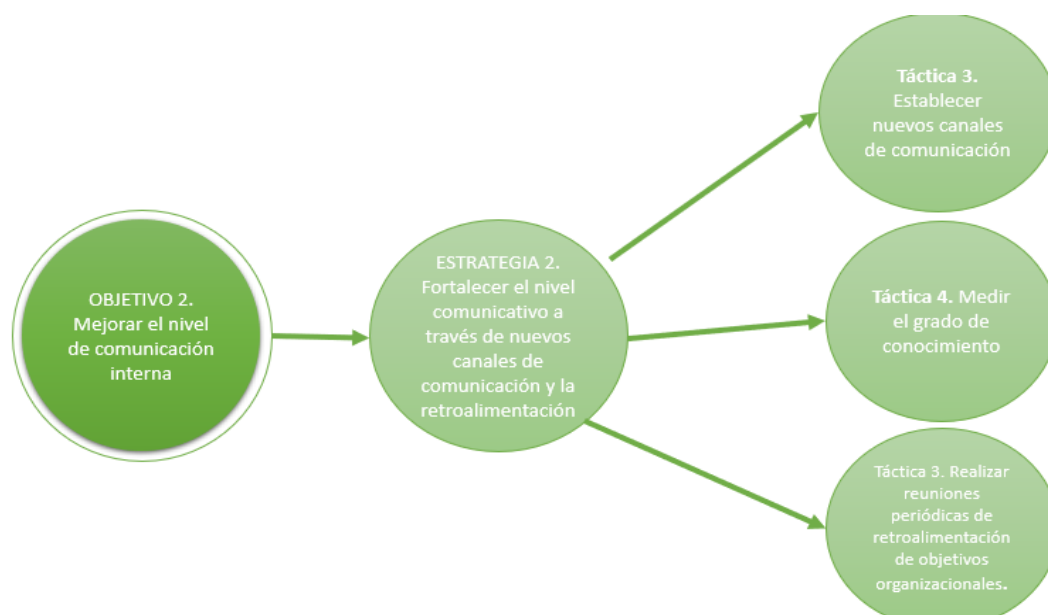 OBJETIVO 2.
Mejorar el nivel
de comunicación
interna
ESTRATEGIA 2.
Fortalecer el nivel
comunicativo a
través de nuevos
canales de
comunicación y la
retroalimentación
Táctica 3.
Establecer
nuevos canales
de comunicación
Táctica 4. Medir
el grado de
conocimiento
Táctica 3. Realizar
reuniones
periódicas de
retroalimentación
de objetivos
organizacionales.